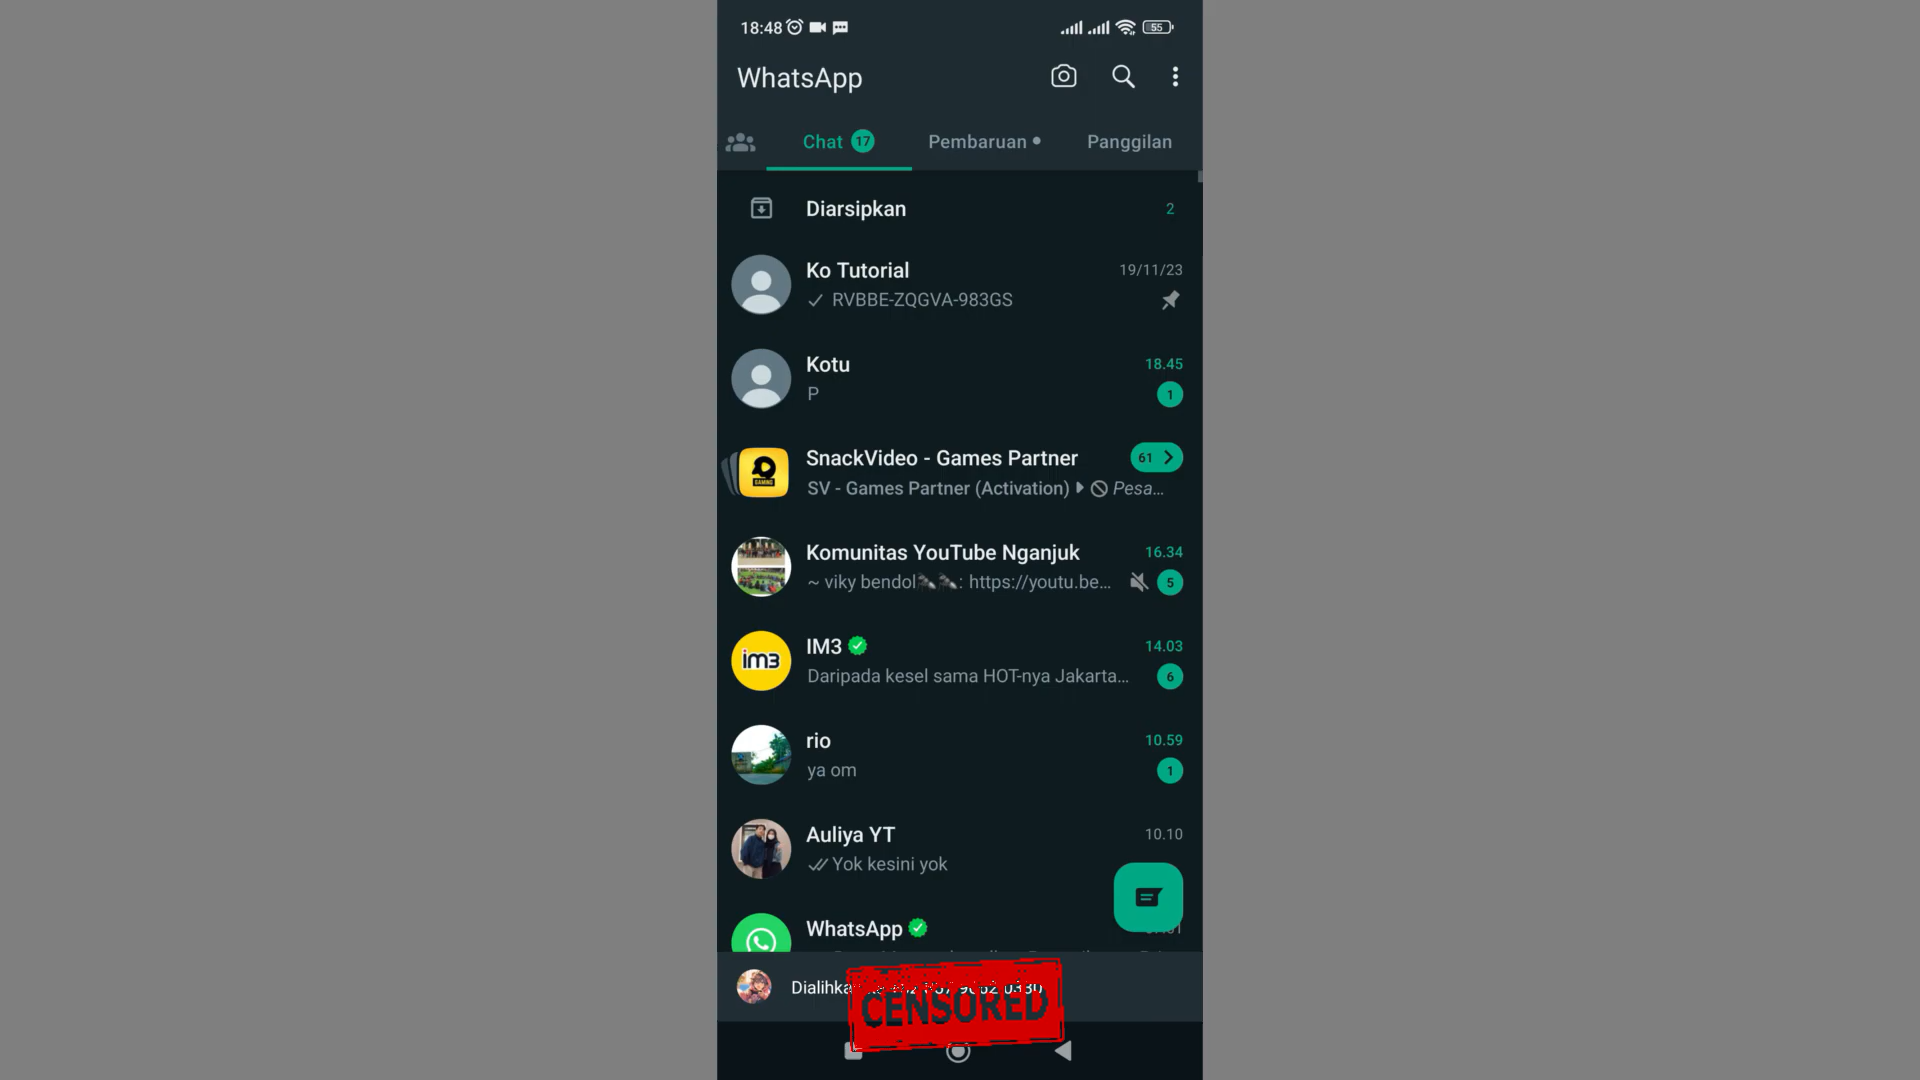 18:48
55
WhatsApp
Chat 17
Pembaruan
Panggilan
Diarsipkan 2
Ko Tutorial 19/11/23
RVBBE-ZQGVA-983GS
Kotu 18.45
P 1
GAMING
SnackVideo - Games Partner 61
SV - Games Partner (Activation) Pesa...
Komunitas YouTube Nganjuk 16.34
~ viky bendol🔌🔌: https://youtu.be... 5
im3
IM3 14.03
Daripada kesel sama HOT-nya Jakarta... 6
rio 10.59
ya om 1
Auliya YT 10.10
Yok kesini yok
WhatsApp
CENSORED